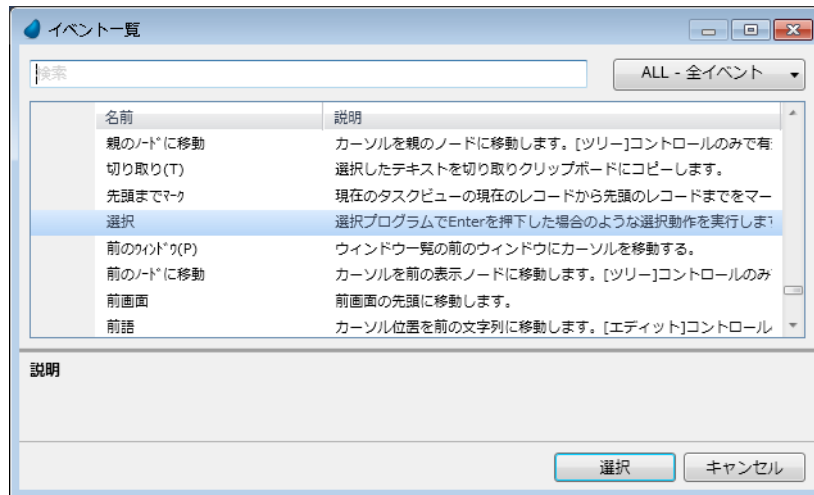 イベント一覧
検索
ALL - 全イベント
名前 説明
親のﾉｰﾄﾞに移動 カーソルを親のノードに移動します。[ツリー]コントロールのみで有
切り取り(T) 選択したテキストを切り取りクリップボードにコピーします。
先頭までﾏｰｸ 現在のタスクビューの現在のレコードから先頭のレコードまでをマー
選択 選択プログラムでEnterを押下した場合のような選択動作を実行します
前のｳｨﾝﾄﾞｳ(P) ウィンドウ一覧の前のウィンドウにカーソルを移動する。
前のﾉｰﾄﾞに移動 カーソルを前の表示ノードに移動します。[ツリー]コントロールのみ
前画面 前画面の先頭に移動します。
前語 カーソル位置を前の文字列に移動します。[エディット]コントロール
説明
選択 キャンセル